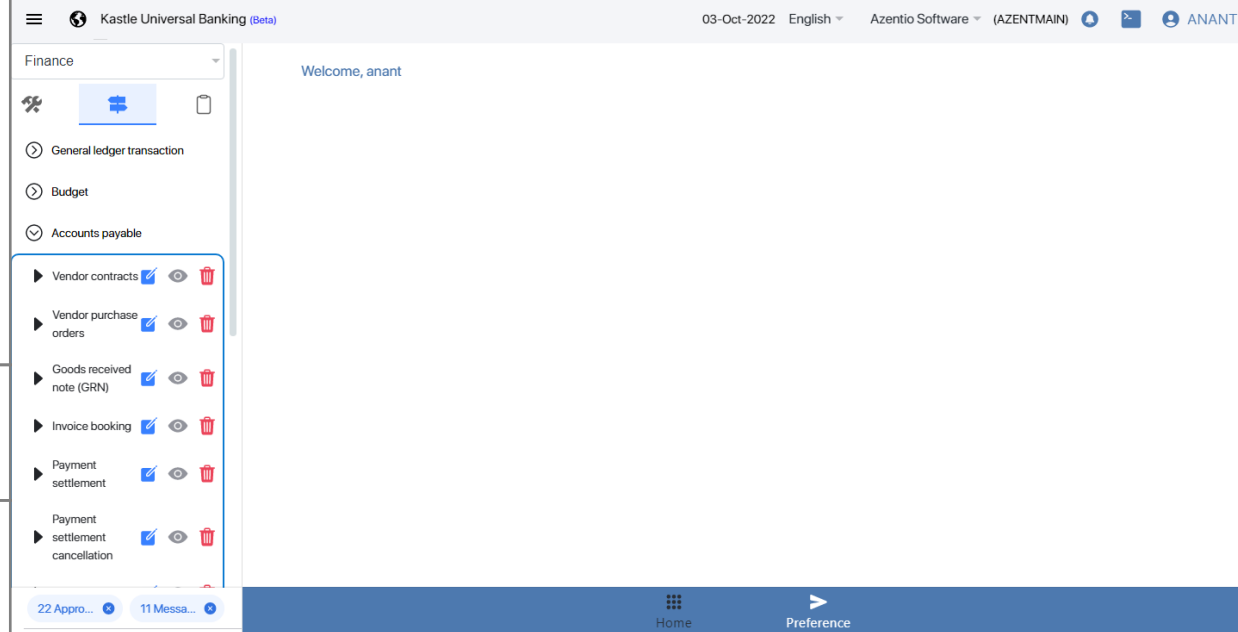 Kastle Universal Banking (Beta)
03-Oct-2022 English Azentio Software (AZENTMAIN) ANANT
Finance
Welcome, anant
General ledger transaction
Budget
Accounts payable
Vendor contracts
Vendor purchase
orders
Goods received
note (GRN)
Invoice booking
Payment
settlement
Payment
settlement
cancellation
22 Appro...
11 Messa...
Home
Preference